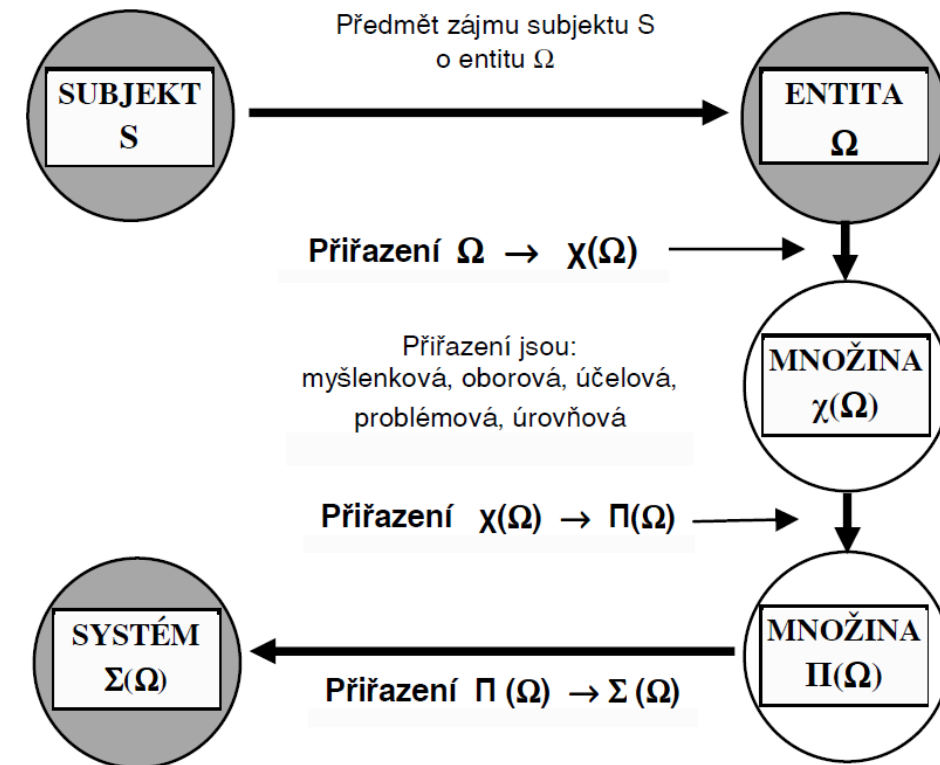 Předmět zájmu subjektu S
o entitu Ω
SUBJEKT
S
ENTITA
Ω
Přiřazení Ω → χ(Ω)
Přiřazení jsou:
myšlenková, oborová, účelová,
problémová, úrovňová
MNOŽINA
χ(Ω)
Přiřazení χ(Ω) → Π(Ω)
SYSTÉM
Σ(Ω)
MNOŽINA
Π(Ω)
Přiřazení Π (Ω) → Σ (Ω)